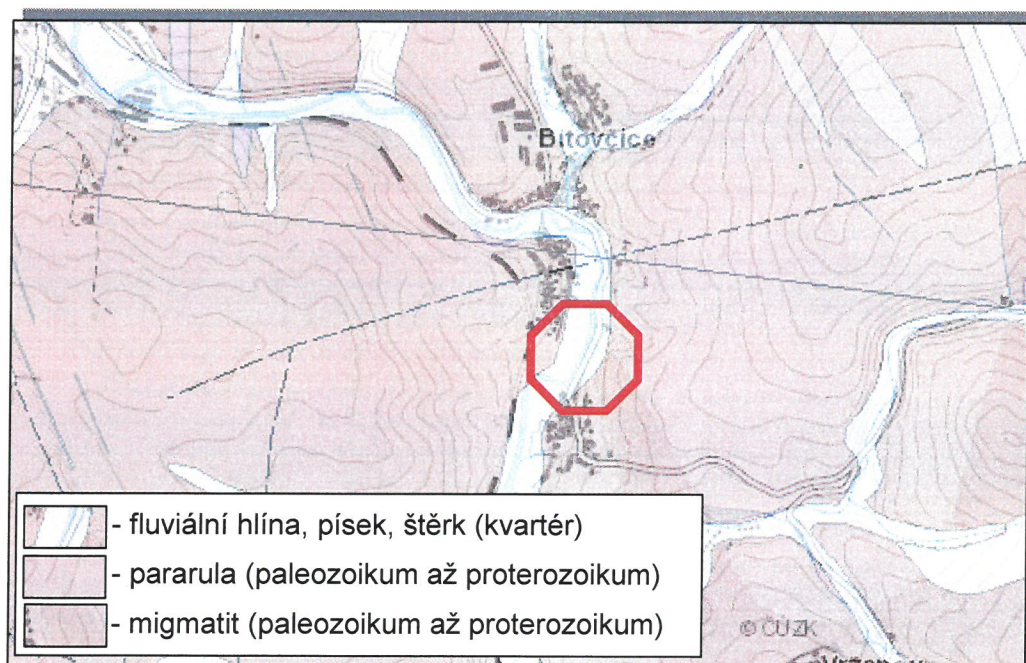 Bítovčice
- fluviální hlína, písek, štěrk (kvartér)
- pararula (paleozoikum až proterozoikum)
- migmatit (paleozoikum až proterozoikum)
© ČÚZK